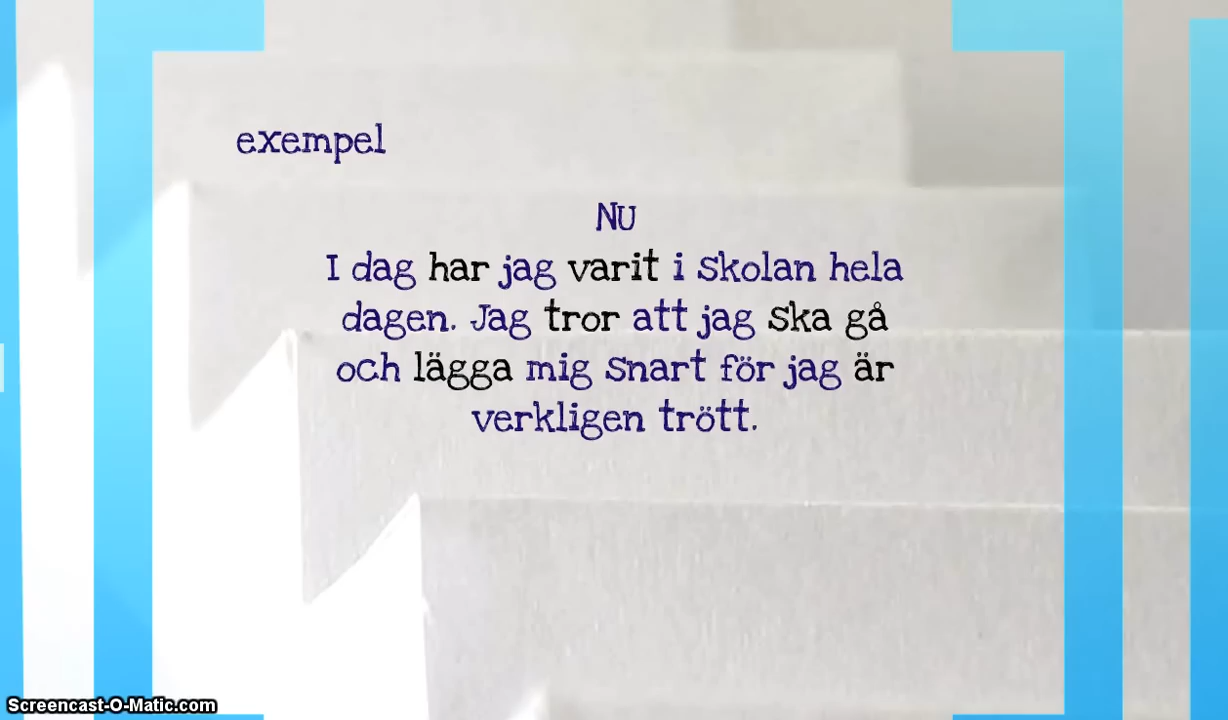 exempel
NU
I dag har jag varit i skolan hela
dagen. Jag tror att jag ska gå
och lägga mig snart för jag är
verkligen trött.
Screencast-O-Matic.com